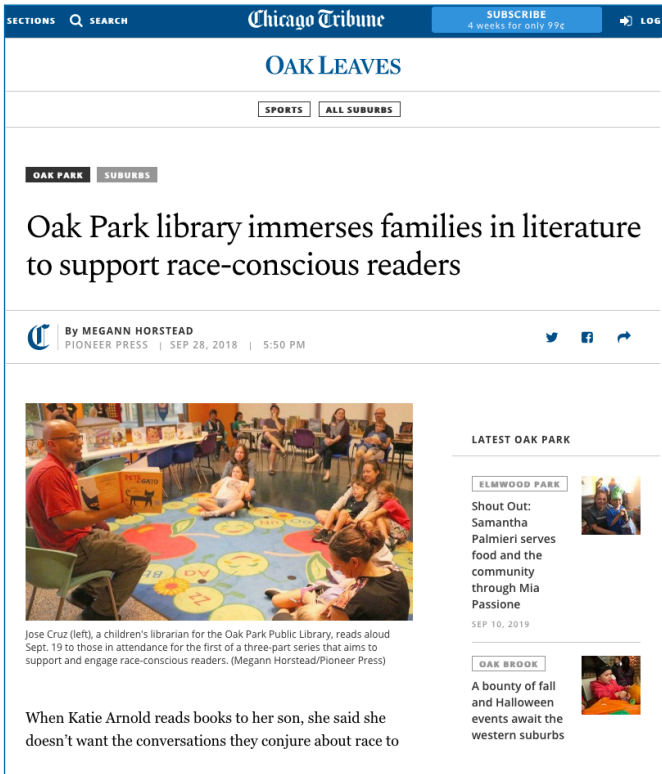 SECTIONS SEARCH Chicago Tribune SUBSCRIBE LOG
4 weeks for only 99¢
OAK LEAVES
SPORTS ALL SUBURBS
OAK PARK SUBURBS
Oak Park library immerses families in literature
to support race-conscious readers
By MEGANN HORSTEAD
PIONEER PRESS | SEP 28, 2018 | 5:50 PM
PETE GATO
Jose Cruz (left), a children's librarian for the Oak Park Public Library, reads aloud
Sept. 19 to those in attendance for the first of a three-part series that aims to
support and engage race-conscious readers. (Megann Horstead/Pioneer Press)
When Katie Arnold reads books to her son, she said she
doesn't want the conversations they conjure about race to
LATEST OAK PARK
ELMWOOD PARK
Shout Out:
Samantha
Palmieri serves
food and the
community
through Mia
Passione
SEP 10, 2019
OAK BROOK
A bounty of fall
and Halloween
events await the
western suburbs